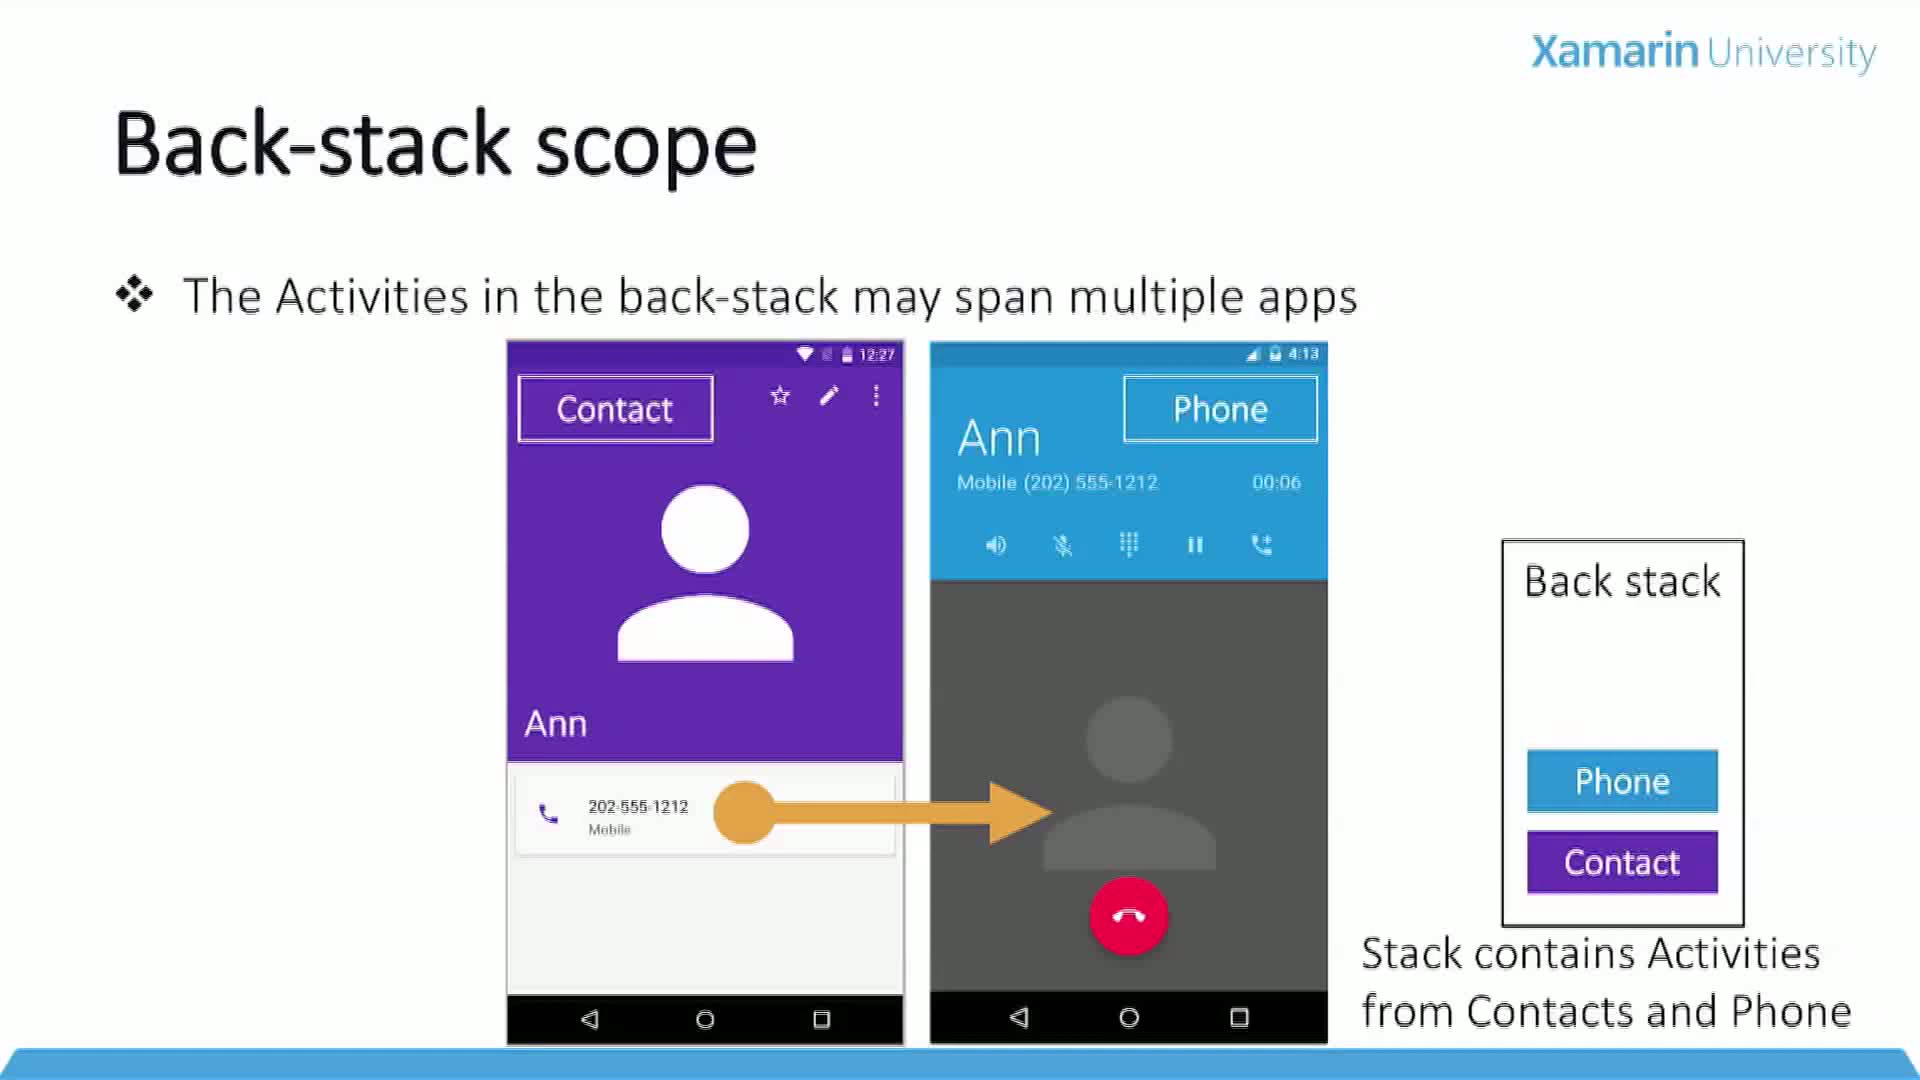 Xamarin University
Back-stack scope
❖ The Activities in the back-stack may span multiple apps
12:27
Contact
Ann
202-555-1212
Mobile
4:13
Phone
Ann
Mobile (202) 555-1212 00:06
Back stack
Phone
Contact
Stack contains Activities
from Contacts and Phone